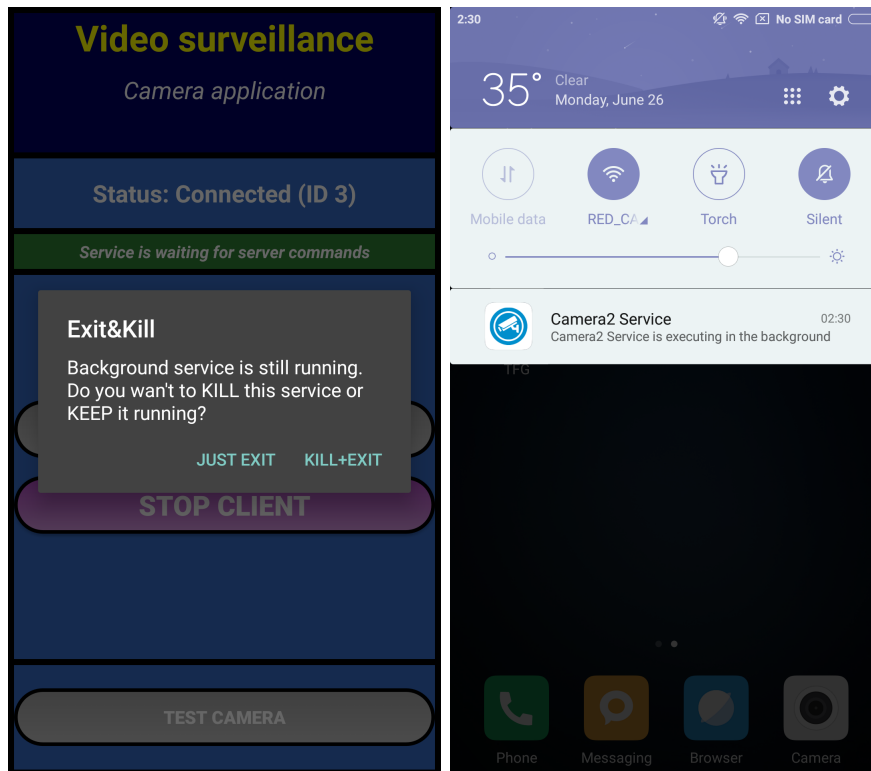 Video surveillance
Camera application
Status: Connected (ID 3)
Service is waiting for server commands
Exit&Kill
Background service is still running.
Do you wan't to KILL this service or
KEEP it running?
JUST EXIT KILL+EXIT
STOP CLIENT
TEST CAMERA
2:30 No SIM card
35° Clear
Monday, June 26
Mobile data RED_CA Torch Silent
Camera2 Service 02:30
Camera2 Service is executing in the background
TFG
Phone Messaging Browser Camera